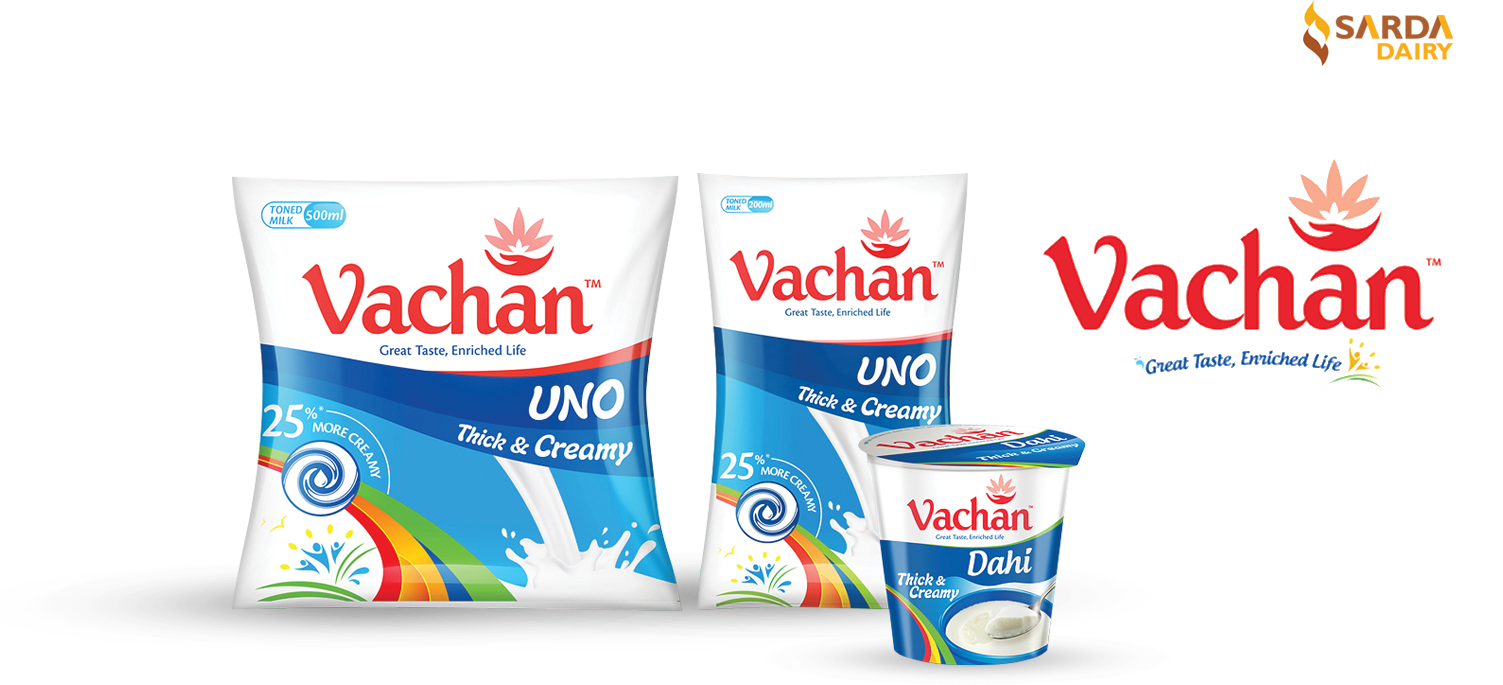 SARDA
DAIRY
TONED
MILK 500ml
Vachan™
Great Taste, Enriched Life
UNO
Thick & Creamy
25%*
MORE CREAMY
TONED
MILK 200ml
Vachan™
Great Taste, Enriched Life
UNO
Thick & Creamy
25%*
MORE CREAMY
Vachan
Dahi
Thick & Creamy
Vachan™
Great Taste, Enriched Life
Dahi
Thick &
Creamy
Vachan™
Great Taste, Enriched Life